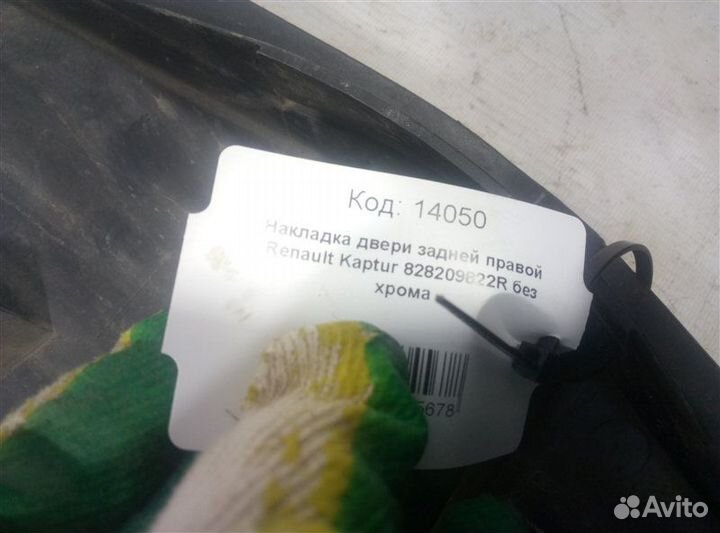 Код: 14050
Накладка двери задней правой
Renault Kaptur 828209822R без
хрома
5678
Avito